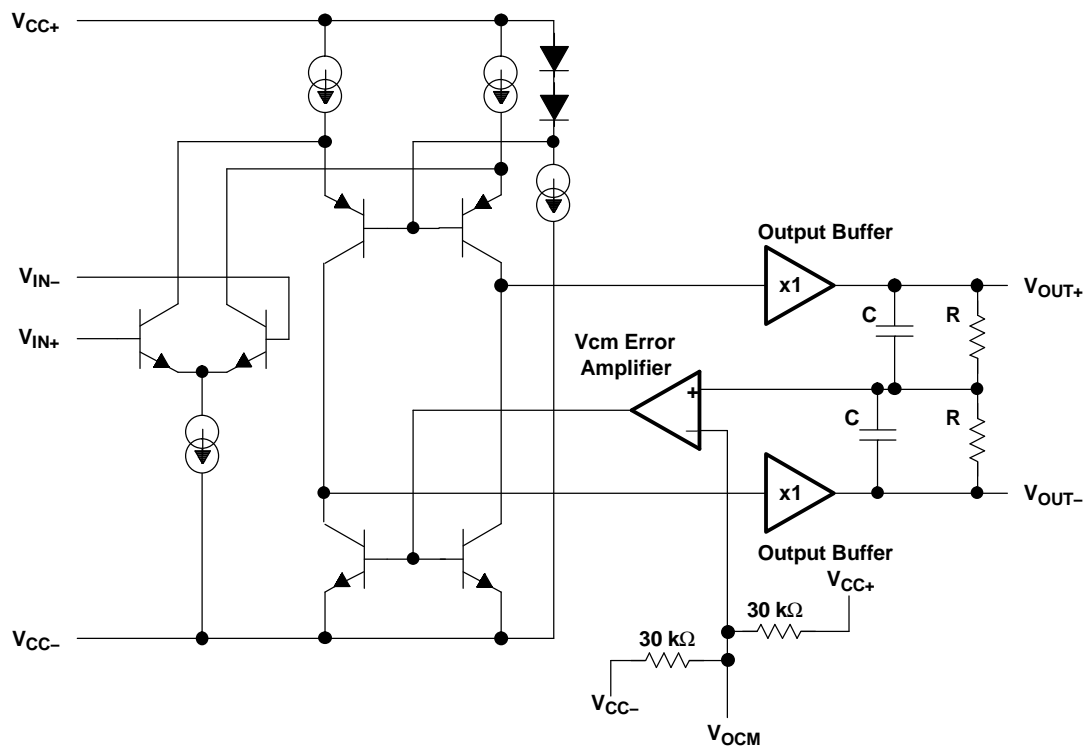 VCC+
Output Buffer
x1
VOUT+
VIN−
VIN+
C
R
Vcm Error
Amplifier
+
−
C
R
x1
VOUT−
Output Buffer
VCC+
30 kΩ
VCC−
30 kΩ
VCC−
VOCM